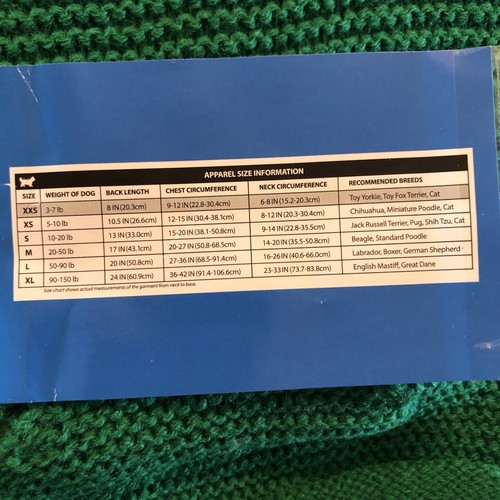 APPAREL SIZE INFORMATION
SIZE WEIGHT OF DOG BACK LENGTH CHEST CIRCUMFERENCE NECK CIRCUMFERENCE RECOMMENDED BREEDS
XXS 3-7 lb 8 IN (20.3cm) 9-12 IN (22.8-30.4cm) 6-8 IN (15.2-20.3cm) Toy Yorkie, Toy Fox Terrier, Cat
XS 5-10 lb 10.5 IN (26.6cm) 12-15 IN (30.4-38.1cm) 8-12 IN (20.3-30.4cm) Chihuahua, Miniature Poodle, Cat
S 10-20 lb 13 IN (33.0cm) 15-20 IN (38.1-50.8cm) 9-14 IN (22.8-35.5cm) Jack Russell Terrier, Pug, Shih Tzu, Cat
M 20-50 lb 17 IN (43.1cm) 20-27 IN (50.8-68.5cm) 14-20 IN (35.5-50.8cm) Beagle, Standard Poodle
L 50-90 lb 20 IN (50.8cm) 27-36 IN (68.5-91.4cm) 16-26 IN (40.6-66.0cm) Labrador, Boxer, German Shepherd
XL 90-150 lb 24 IN (60.9cm) 36-42 IN (91.4-106.6cm) 23-33 IN (73.7-83.8cm) English Mastiff, Great Dane
Size chart shows actual measurements of the garment from neck to base.